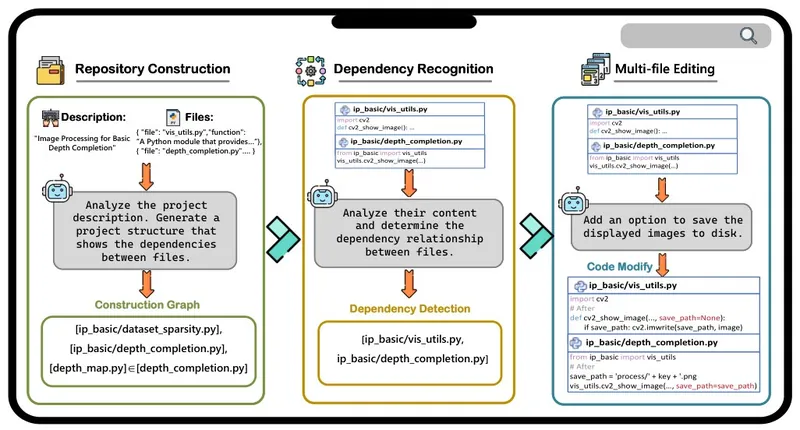 Repository Construction
Description:
Files:
"Image Processing for Basic
Depth Completion"
{ "file": "vis_utils.py","function":
"A Python module that provides..."},
{ "file": "depth_completion.py".... }
Analyze the project
description. Generate a
project structure that
shows the dependencies
between files.
Construction Graph
[ip_basic/dataset_sparsity.py],
[ip_basic/depth_completion.py],
[depth_map.py]∈[depth_completion.py]
Dependency Recognition
ip_basic/vis_utils.py
import cv2
def cv2_show_image(): ...
ip_basic/depth_completion.py
from ip_basic import vis_utils
vis_utils.cv2_show_image(...)
Analyze their content
and determine the
dependency relationship
between files.
Dependency Detection
[ip_basic/vis_utils.py,
ip_basic/depth_completion.py]
Multi-file Editing
ip_basic/vis_utils.py
import cv2
def cv2_show_image(): ...
ip_basic/depth_completion.py
from ip_basic import vis_utils
vis_utils.cv2_show_image(...)
Add an option to save the
displayed images to disk.
Code Modify
ip_basic/vis_utils.py
import cv2
# After
def cv2_show_image(..., save_path=None):
if save_path: cv2.imwrite(save_path, image)
ip_basic/depth_completion.py
from ip_basic import vis_utils
# After
save_path = 'process/' + key + '.png
vis_utils.cv2_show_image(..., save_path=save_path)